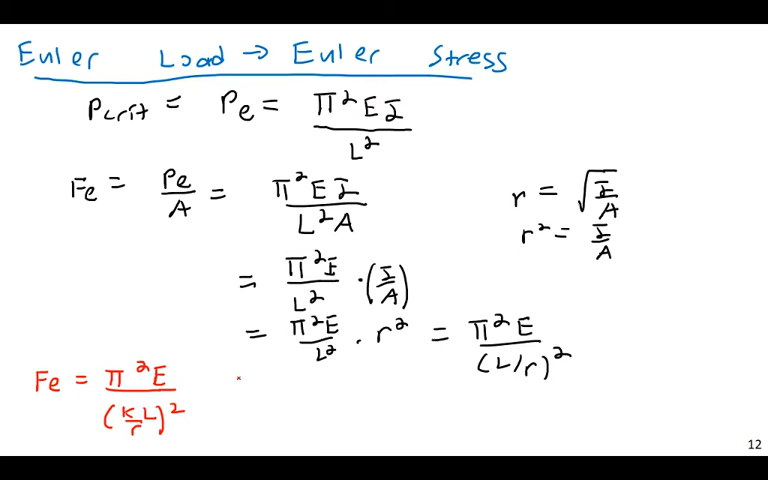 Euler Load → Euler Stress
Pcrit = Pe = π²EI / L²
Fe = Pe/A = π²EI / L²A
r = √(I/A)
r² = I/A
= π²E / L² · (I/A)
= π²E / L² · r² = π²E / (L/r)²
Fe = π²E / (K/r L)²
12